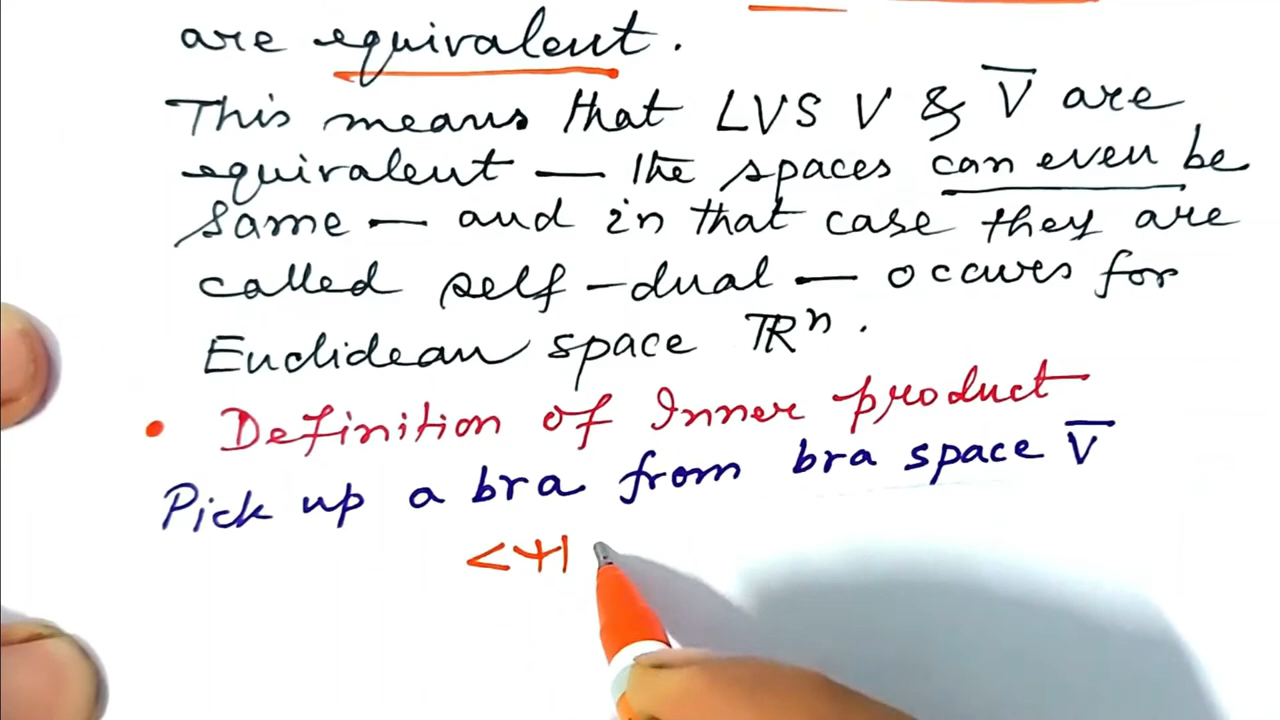 are equivalent.
This means that LVS V & V̅ are
equivalent — the spaces can even be
same — and in that case they are
called self-dual — occurs for
Euclidean space ℝⁿ.
• Definition of Inner product
Pick up a bra from bra space V̅
<ψ|